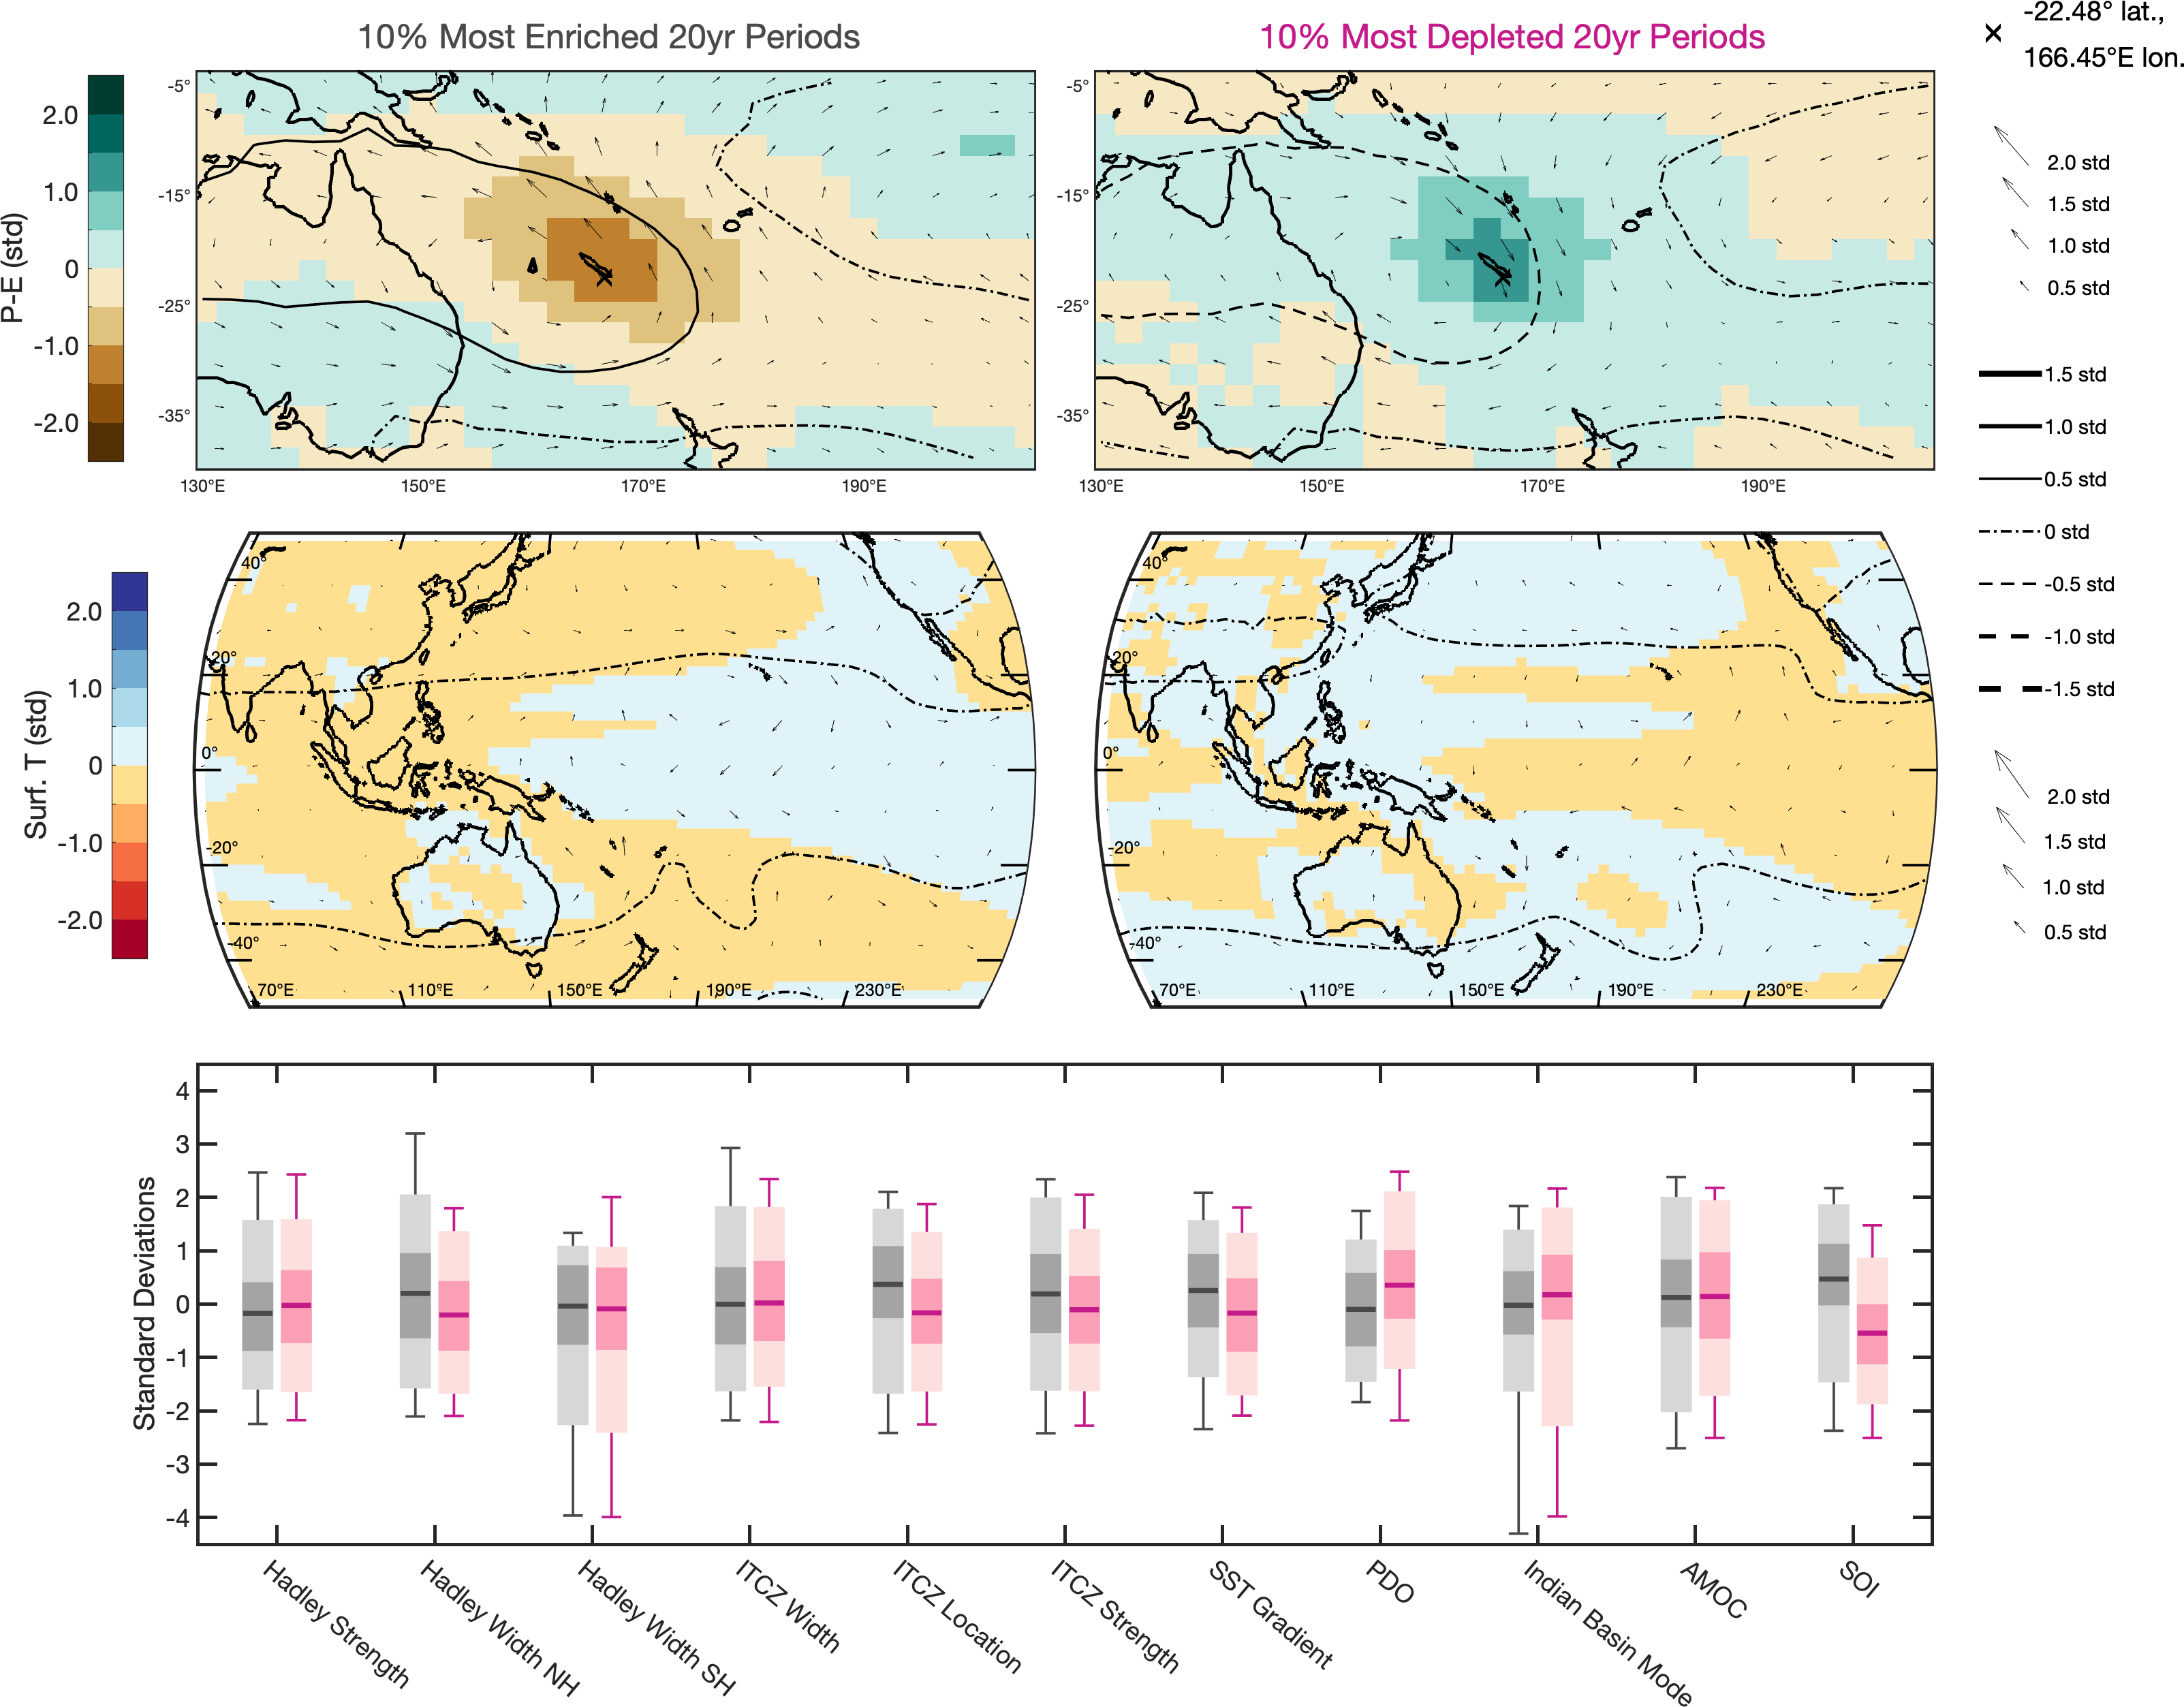 10% Most Enriched 20yr Periods
10% Most Depleted 20yr Periods
-22.48° lat.,
166.45°E lon.
P-E (std)
2.0
1.0
0
-1.0
-2.0
-5°
-15°
-25°
-35°
130°E 150°E 170°E 190°E
-5°
-15°
-25°
-35°
130°E 150°E 170°E 190°E
2.0 std
1.5 std
1.0 std
0.5 std
1.5 std
1.0 std
0.5 std
0 std
-0.5 std
-1.0 std
-1.5 std
2.0 std
1.5 std
1.0 std
0.5 std
Surf. T (std)
2.0
1.0
0
-1.0
-2.0
40°
20°
0°
-20°
-40°
70°E 110°E 150°E 190°E 230°E
40°
20°
0°
-20°
-40°
70°E 110°E 150°E 190°E 230°E
Standard Deviations
4
3
2
1
0
-1
-2
-3
-4
Hadley Strength
Hadley Width NH
Hadley Width SH
ITCZ Width
ITCZ Location
ITCZ Strength
SST Gradient
PDO
Indian Basin Mode
AMOC
SOI